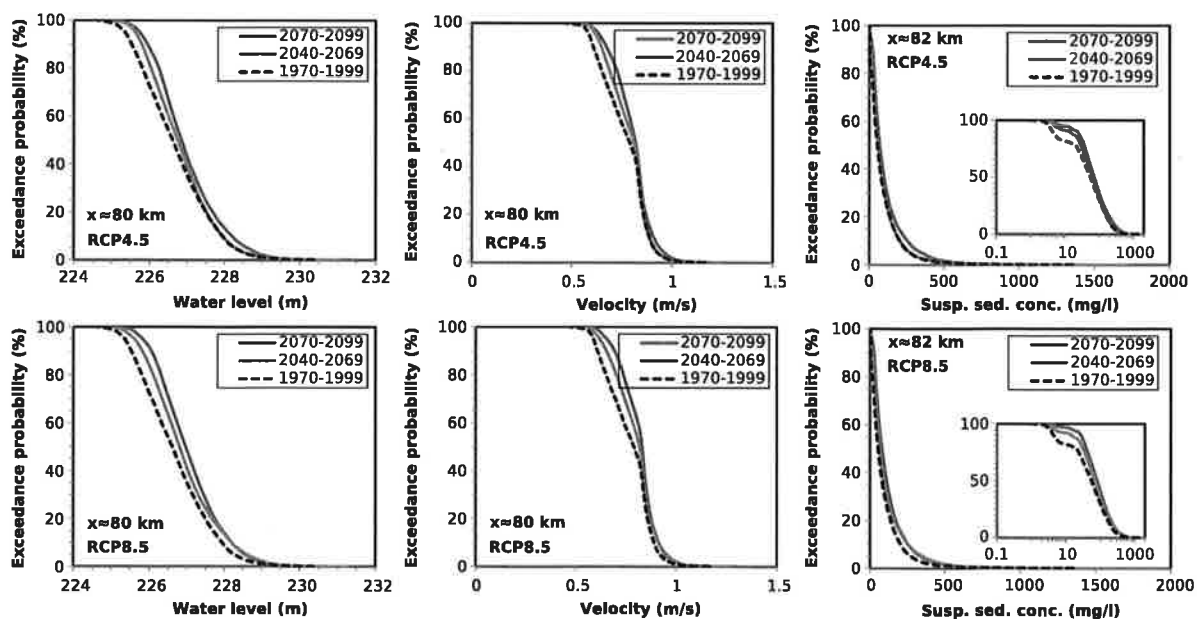 Exceedance probability (%)
100
80
60
40
20
0
2070-2099
2040-2069
1970-1999
x≈80 km
RCP4.5
224 226 228 230 232
Water level (m)
Exceedance probability (%)
100
80
60
40
20
0
2070-2099
2040-2069
1970-1999
x≈80 km
RCP4.5
0 0.5 1 1.5
Velocity (m/s)
Exceedance probability (%)
100
80
60
40
20
0
x≈82 km
RCP4.5
2070-2099
2040-2069
1970-1999
100
50
0
0.1 10 1000
0 500 1000 1500 2000
Susp. sed. conc. (mg/l)
Exceedance probability (%)
100
80
60
40
20
0
2070-2099
2040-2069
1970-1999
x≈80 km
RCP8.5
224 226 228 230 232
Water level (m)
Exceedance probability (%)
100
80
60
40
20
0
2070-2099
2040-2069
1970-1999
x≈80 km
RCP8.5
0 0.5 1 1.5
Velocity (m/s)
Exceedance probability (%)
100
80
60
40
20
0
x≈82 km
RCP8.5
2070-2099
2040-2069
1970-1999
100
50
0
0.1 10 1000
0 500 1000 1500 2000
Susp. sed. conc. (mg/l)